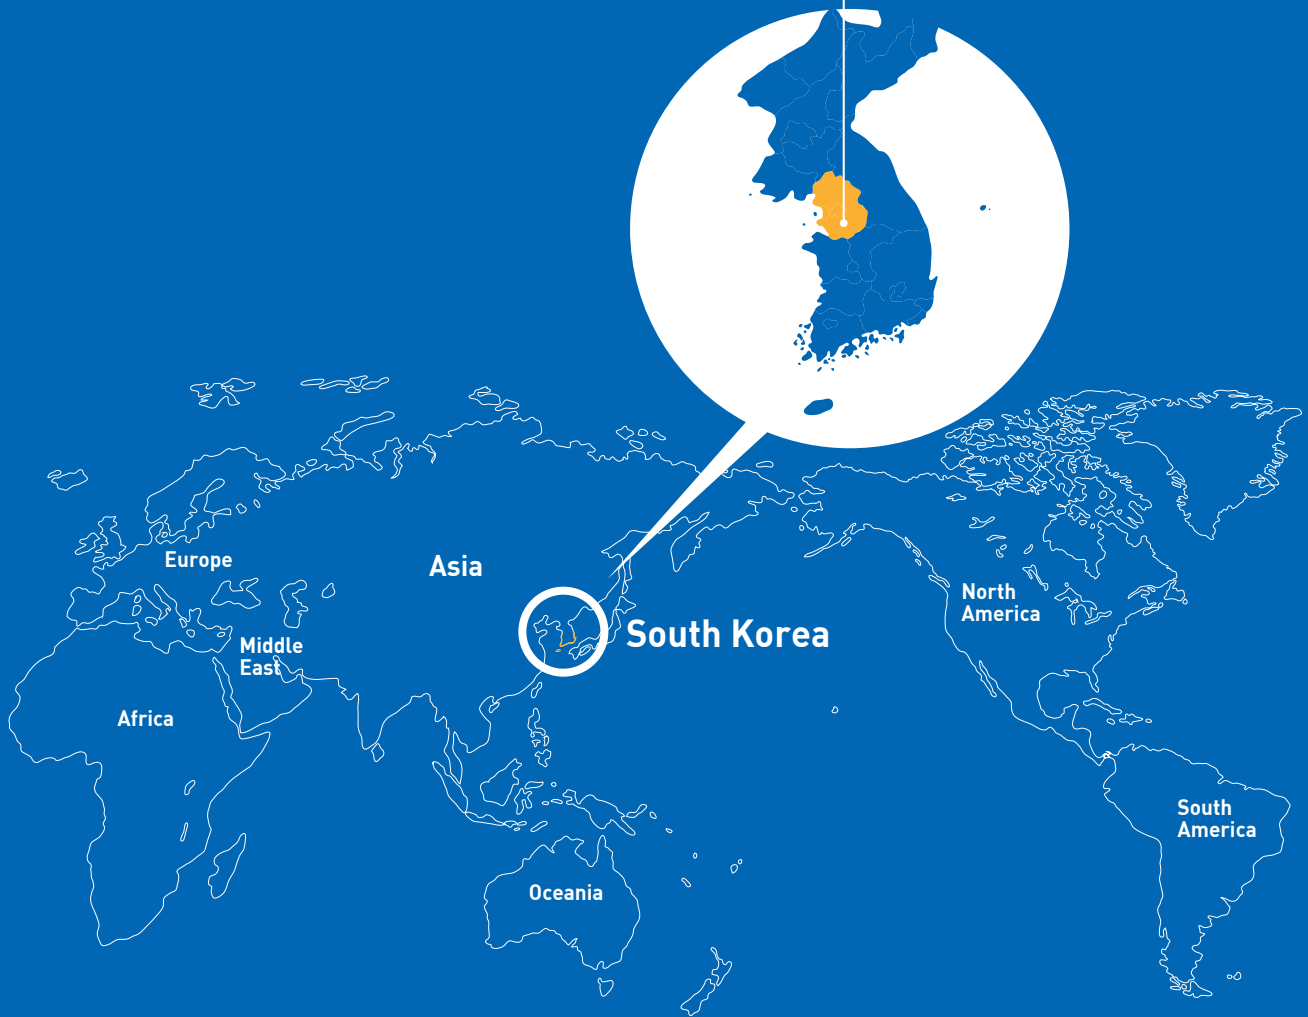 Europe
Asia
North
America
South Korea
Middle
East
Africa
South
America
Oceania